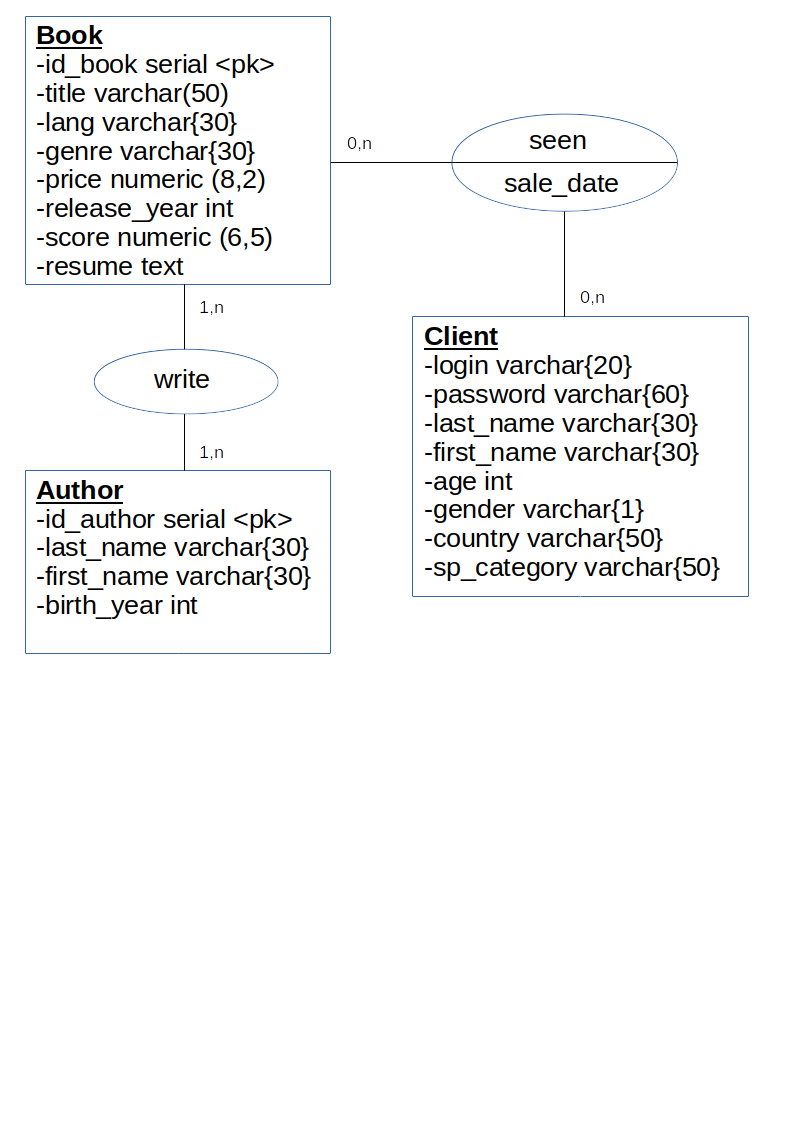 Book
-id_book serial <pk>
-title varchar(50)
-lang varchar{30}
-genre varchar{30}
-price numeric (8,2)
-release_year int
-score numeric (6,5)
-resume text
0,n
seen
sale_date
0,n
1,n
write
1,n
Author
-id_author serial <pk>
-last_name varchar{30}
-first_name varchar{30}
-birth_year int
Client
-login varchar{20}
-password varchar{60}
-last_name varchar{30}
-first_name varchar{30}
-age int
-gender varchar{1}
-country varchar{50}
-sp_category varchar{50}